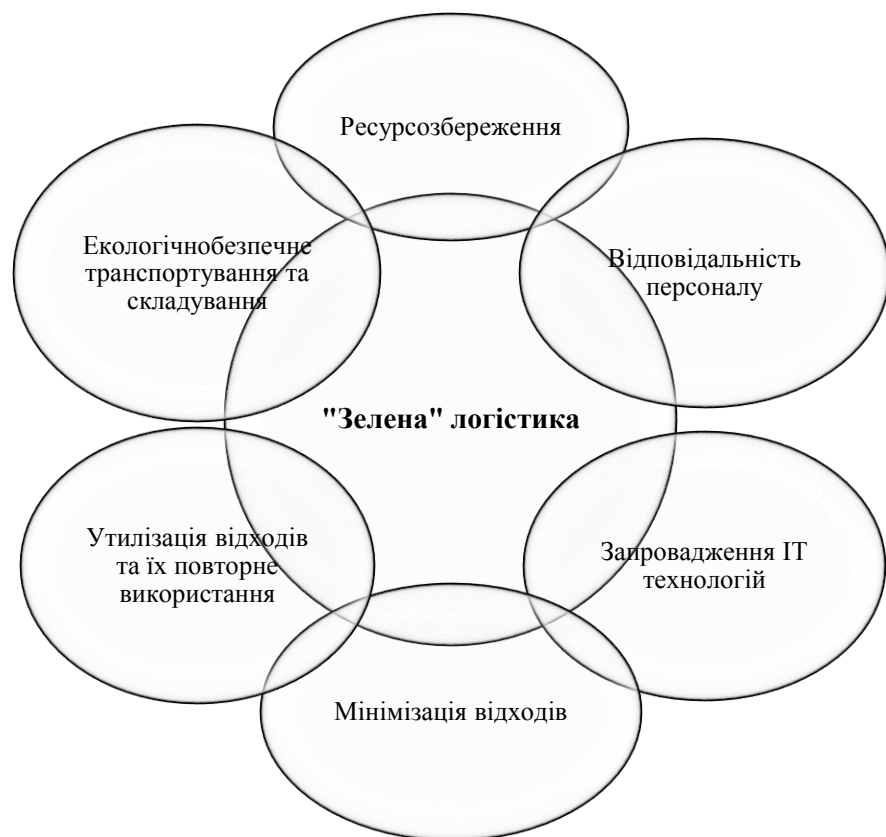 Ресурсозбереження
Екологічнобезпечне
транспортування та
складування
Відповідальність
персоналу
"Зелена" логістика
Утилізація відходів
та їх повторне
використання
Запровадження ІТ
технологій
Мінімізація відходів